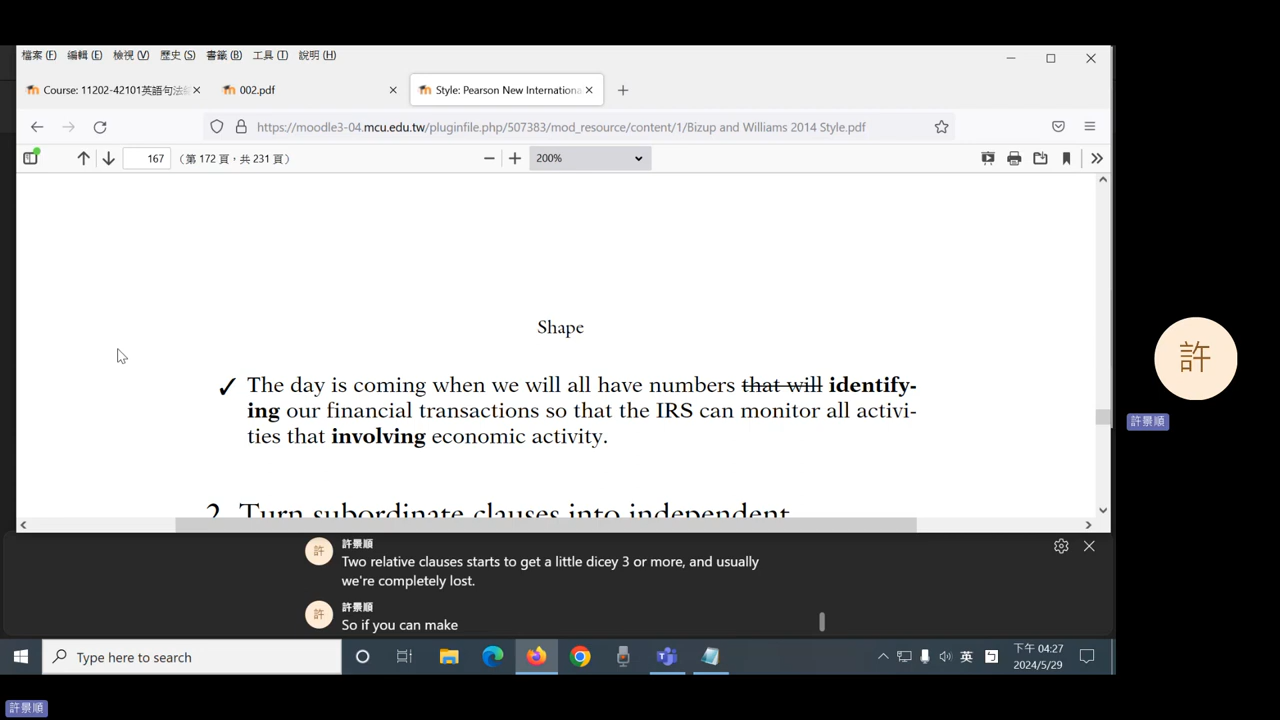 檔案 (F) 編輯 (E) 檢視 (V) 歷史 (S) 書籤 (B) 工具 (T) 說明 (H)
Course: 11202-42101英語句法 002.pdf Style: Pearson New Internationa
https://moodle3-04.mcu.edu.tw/pluginfile.php/507383/mod_resource/content/1/Bizup and Williams 2014 Style.pdf
167 (第 172 頁，共 231 頁) 200%
Shape
✓ The day is coming when we will all have numbers that will identify-
ing our financial transactions so that the IRS can monitor all activi-
ties that involving economic activity.
2. Turn subordinate clauses into independent
許
許景順
許
許景順
Two relative clauses starts to get a little dicey 3 or more, and usually
we're completely lost.
許
許景順
So if you can make
Type here to search
英
下午 04:27
2024/5/29
許景順